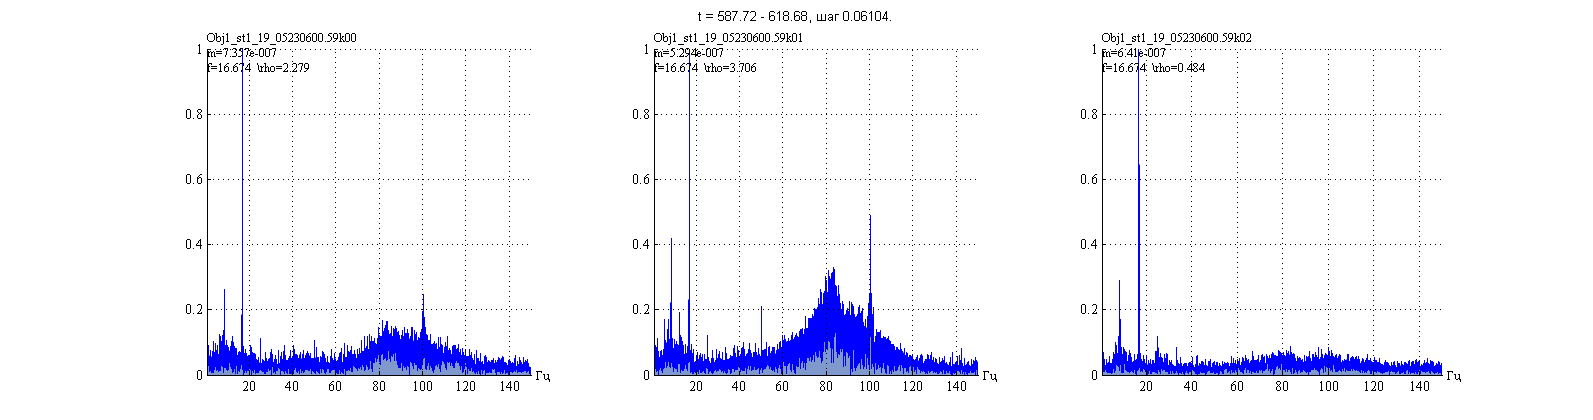 t = 587.72 - 618.68, шаг 0.06104.
Obj1_st1_19_05230600.59k00
m=7.357e-007
f=16.674 \rho=2.279
1
0.8
0.6
0.4
0.2
0
20 40 60 80 100 120 140 Гц
Obj1_st1_19_05230600.59k01
m=5.294e-007
f=16.674 \rho=3.706
1
0.8
0.6
0.4
0.2
0
20 40 60 80 100 120 140 Гц
Obj1_st1_19_05230600.59k02
m=6.41e-007
f=16.674 \rho=0.484
1
0.8
0.6
0.4
0.2
0
20 40 60 80 100 120 140 Гц